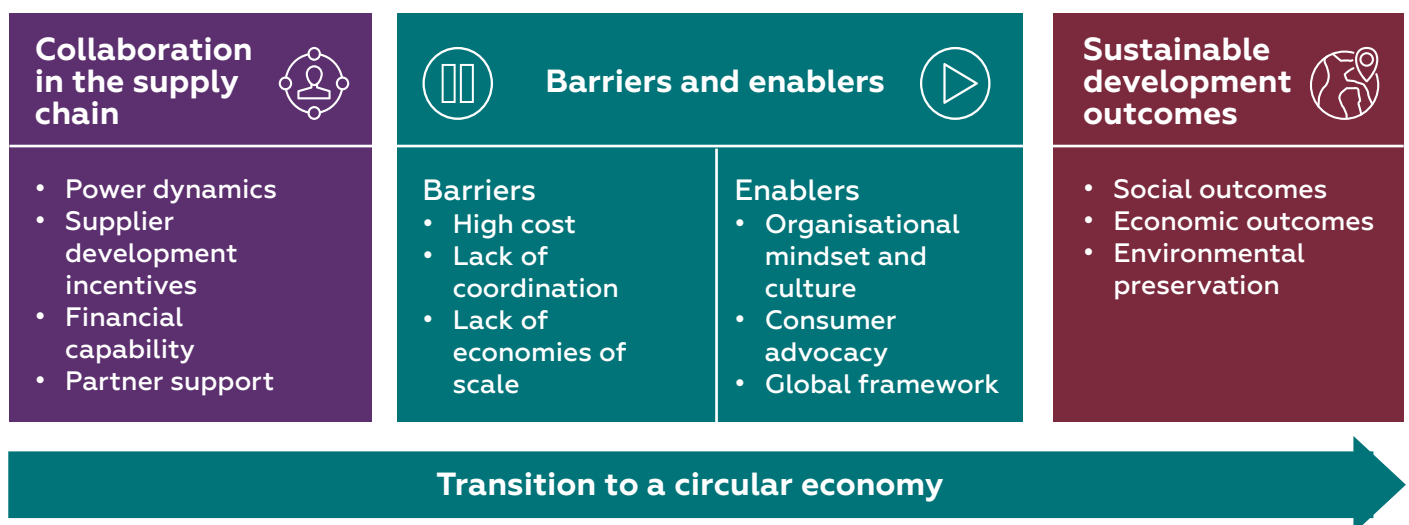 Collaboration
in the supply
chain
• Power dynamics
• Supplier
development
incentives
• Financial
capability
• Partner support
Barriers and enablers
Barriers
• High cost
• Lack of
coordination
• Lack of
economies of
scale
Enablers
• Organisational
mindset and
culture
• Consumer
advocacy
• Global framework
Sustainable
development
outcomes
• Social outcomes
• Economic outcomes
• Environmental
preservation
Transition to a circular economy